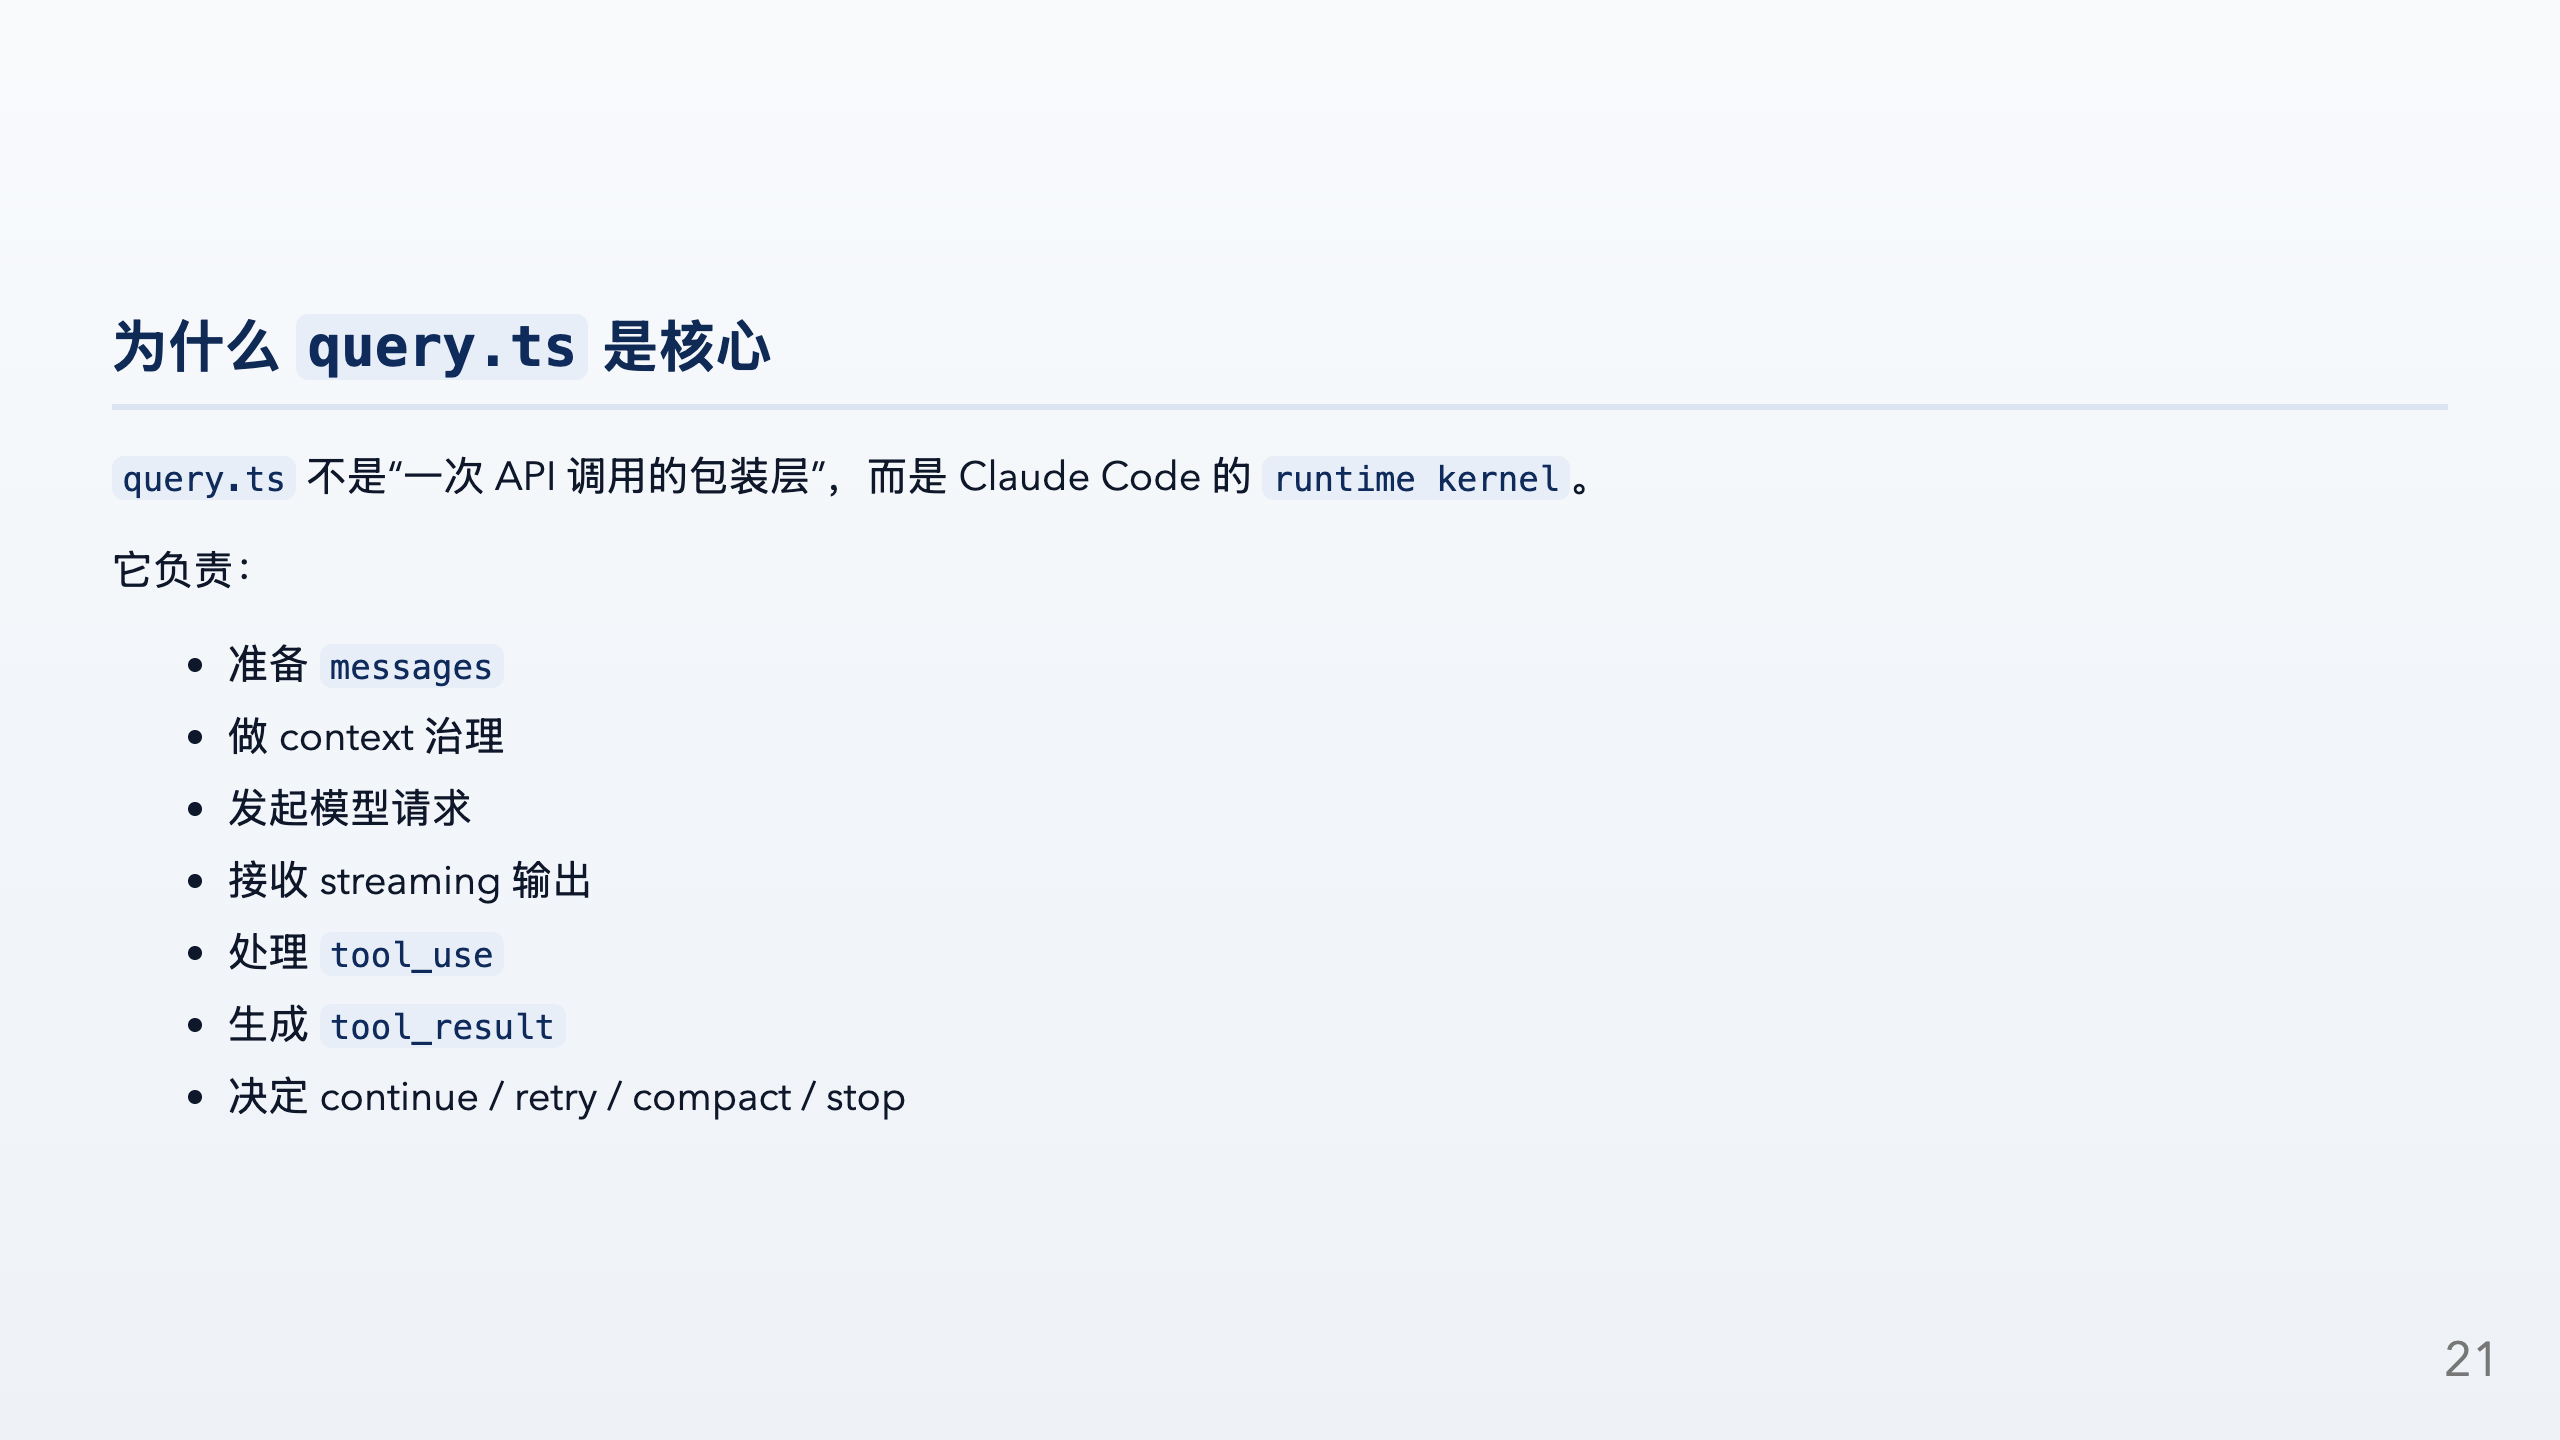 为什么 query.ts 是核心
query.ts 不是“一次 API 调用的包装层”，而是 Claude Code 的 runtime kernel。
它负责：
• 准备 messages
• 做 context 治理
• 发起模型请求
• 接收 streaming 输出
• 处理 tool_use
• 生成 tool_result
• 决定 continue / retry / compact / stop
21